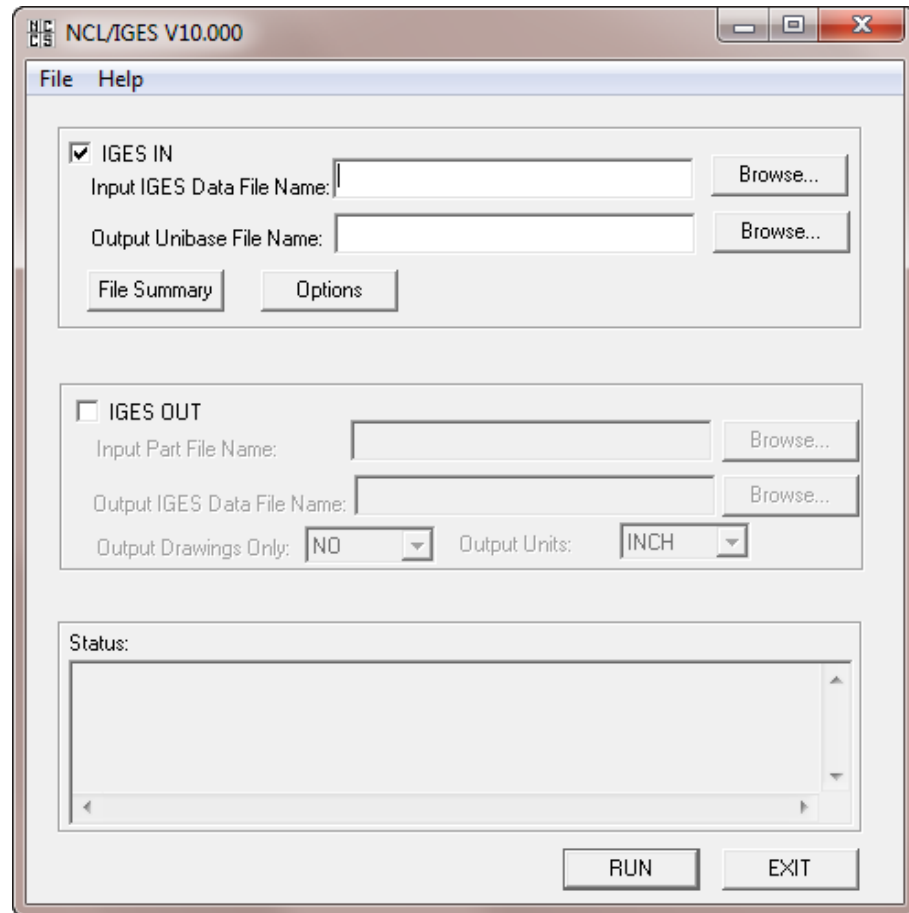 NCL/IGES V10.000
File Help
IGES IN
Input IGES Data File Name:
Browse...
Output Unibase File Name:
Browse...
File Summary
Options
IGES OUT
Input Part File Name:
Browse...
Output IGES Data File Name:
Browse...
Output Drawings Only: NO
Output Units: INCH
Status:
RUN
EXIT